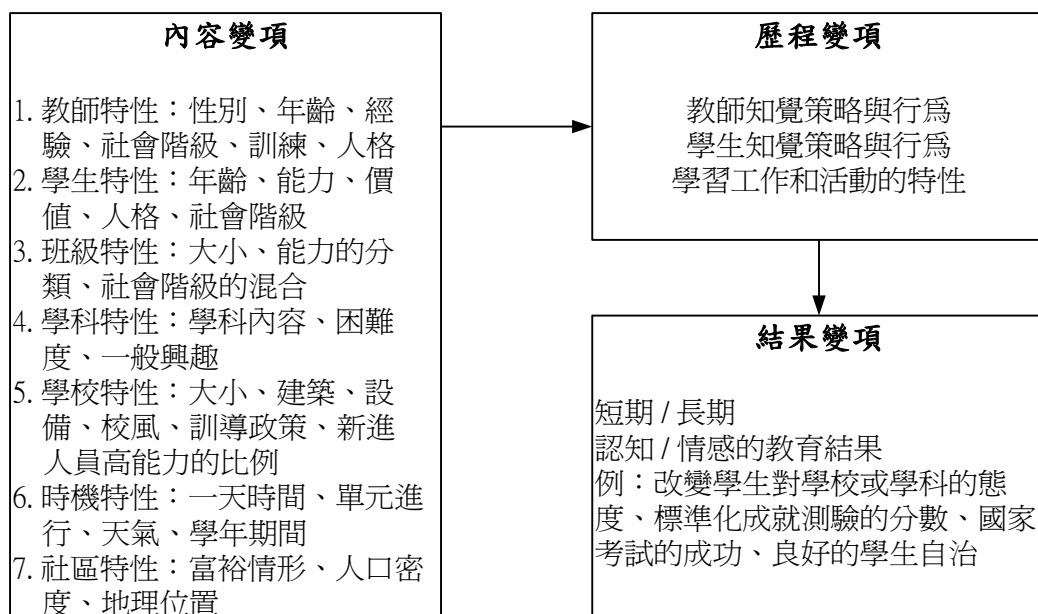 內容變項
1. 教師特性：性別、年齡、經
驗、社會階級、訓練、人格
2. 學生特性：年齡、能力、價
值、人格、社會階級
3. 班級特性：大小、能力的分
類、社會階級的混合
4. 學科特性：學科內容、困難
度、一般興趣
5. 學校特性：大小、建築、設
備、校風、訓導政策、新進
人員高能力的比例
6. 時機特性：一天時間、單元進
行、天氣、學年期間
7. 社區特性：富裕情形、人口密
度、地理位置
歷程變項
教師知覺策略與行為
學生知覺策略與行為
學習工作和活動的特性
結果變項
短期 / 長期
認知 / 情感的教育結果
例：改變學生對學校或學科的態
度、標準化成就測驗的分數、國家
考試的成功、良好的學生自治